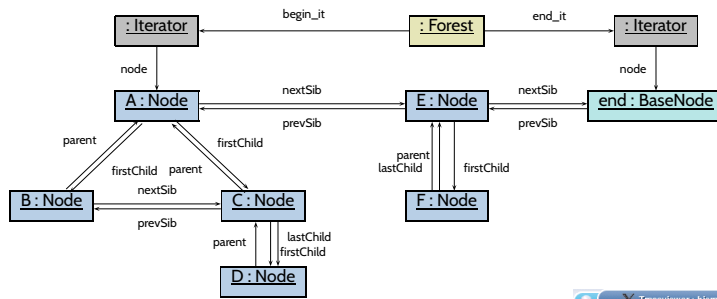 begin_it
: Iterator
: Forest
end_it
: Iterator
node
node
A : Node
nextSib
prevSib
E : Node
nextSib
prevSib
end : BaseNode
parent
firstChild
parent
firstChild
parent
lastChild
firstChild
B : Node
nextSib
prevSib
C : Node
F : Node
parent
lastChild
firstChild
D : Node